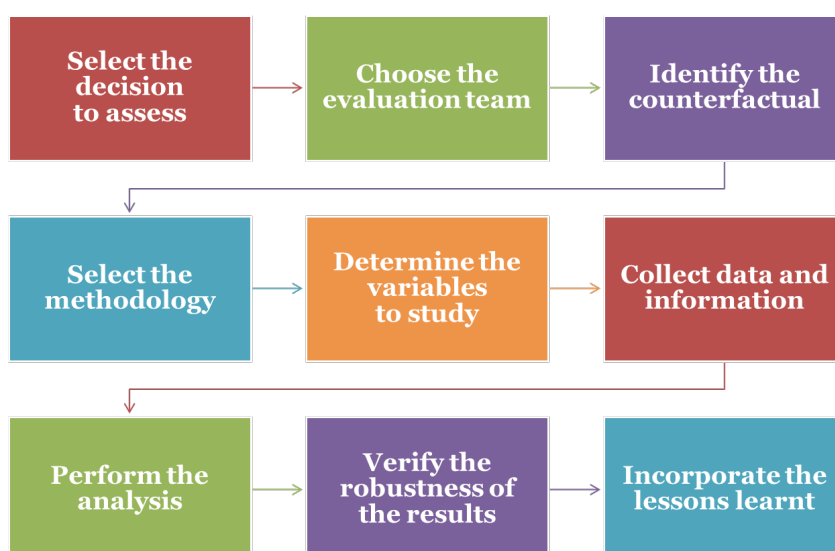 Select the
decision
to assess
Choose the
evaluation team
Identify the
counterfactual
Select the
methodology
Determine the
variables
to study
Collect data and
information
Perform the
analysis
Verify the
robustness of
the results
Incorporate the
lessons learnt